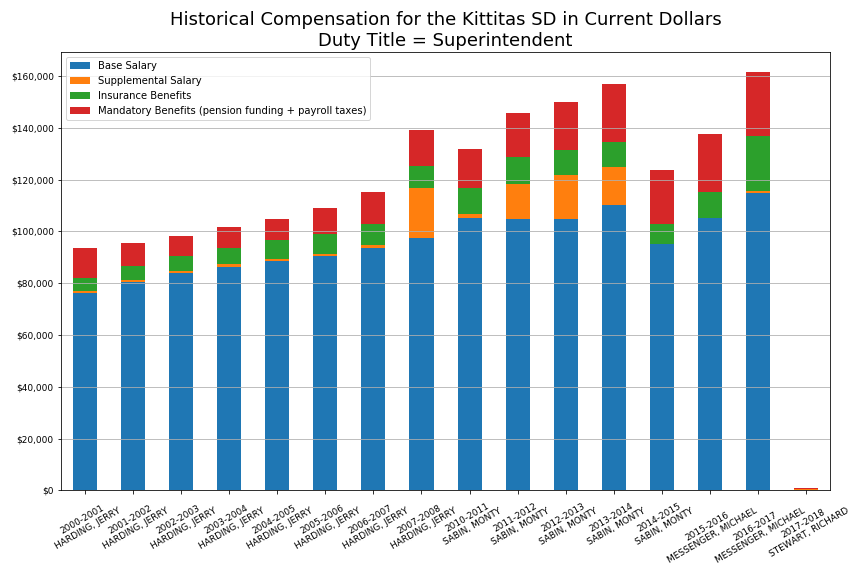 Historical Compensation for the Kittitas SD in Current Dollars
Duty Title = Superintendent
Base Salary
Supplemental Salary
Insurance Benefits
Mandatory Benefits (pension funding + payroll taxes)
$160,000
$140,000
$120,000
$100,000
$80,000
$60,000
$40,000
$20,000
$0
2000-2001
HARDING, JERRY
2001-2002
HARDING, JERRY
2002-2003
HARDING, JERRY
2003-2004
HARDING, JERRY
2004-2005
HARDING, JERRY
2005-2006
HARDING, JERRY
2006-2007
HARDING, JERRY
2007-2008
HARDING, JERRY
2010-2011
SABIN, MONTY
2011-2012
SABIN, MONTY
2012-2013
SABIN, MONTY
2013-2014
SABIN, MONTY
2014-2015
SABIN, MONTY
2015-2016
MESSENGER, MICHAEL
2016-2017
MESSENGER, MICHAEL
2017-2018
STEWART, RICHARD